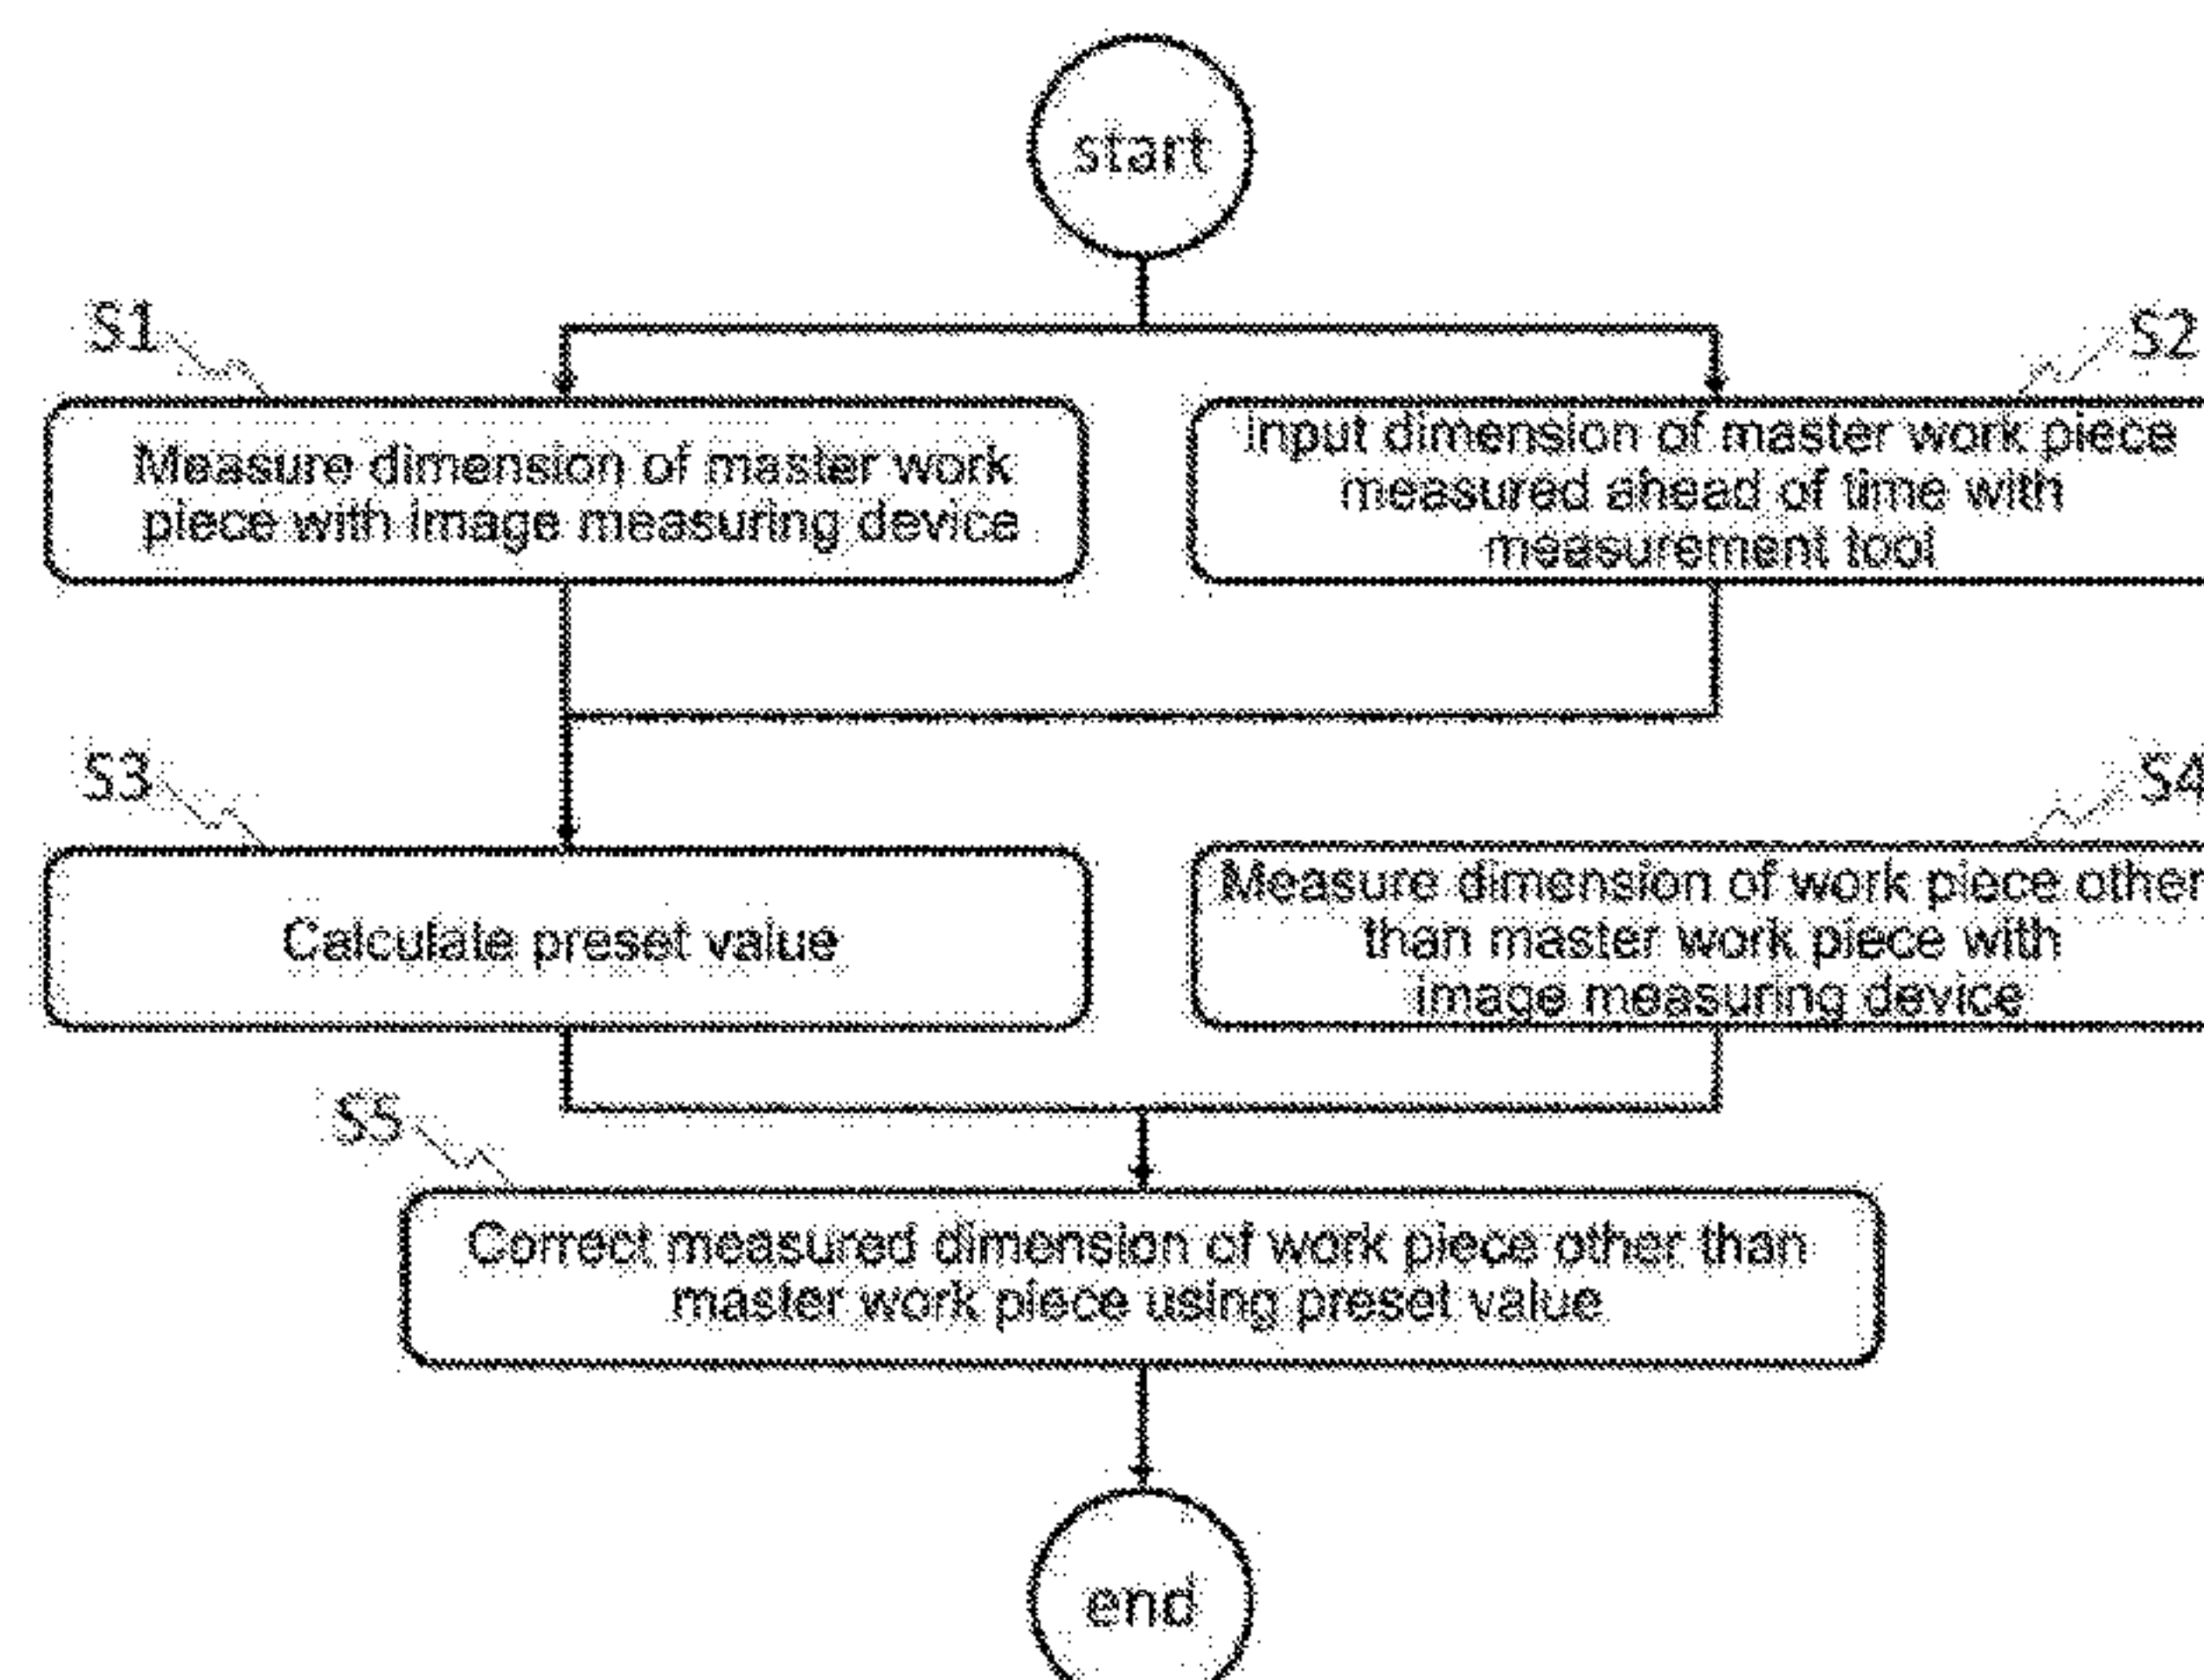 start
S1
S2
Measure dimension of master work
piece with image measuring device
Input dimension of master work piece
measured ahead of time with
measurement tool
S3
S4
Calculate preset value
Measure dimension of work piece other
than master work piece with
image measuring device
S5
Correct measured dimension of work piece other than
master work piece using preset value
end